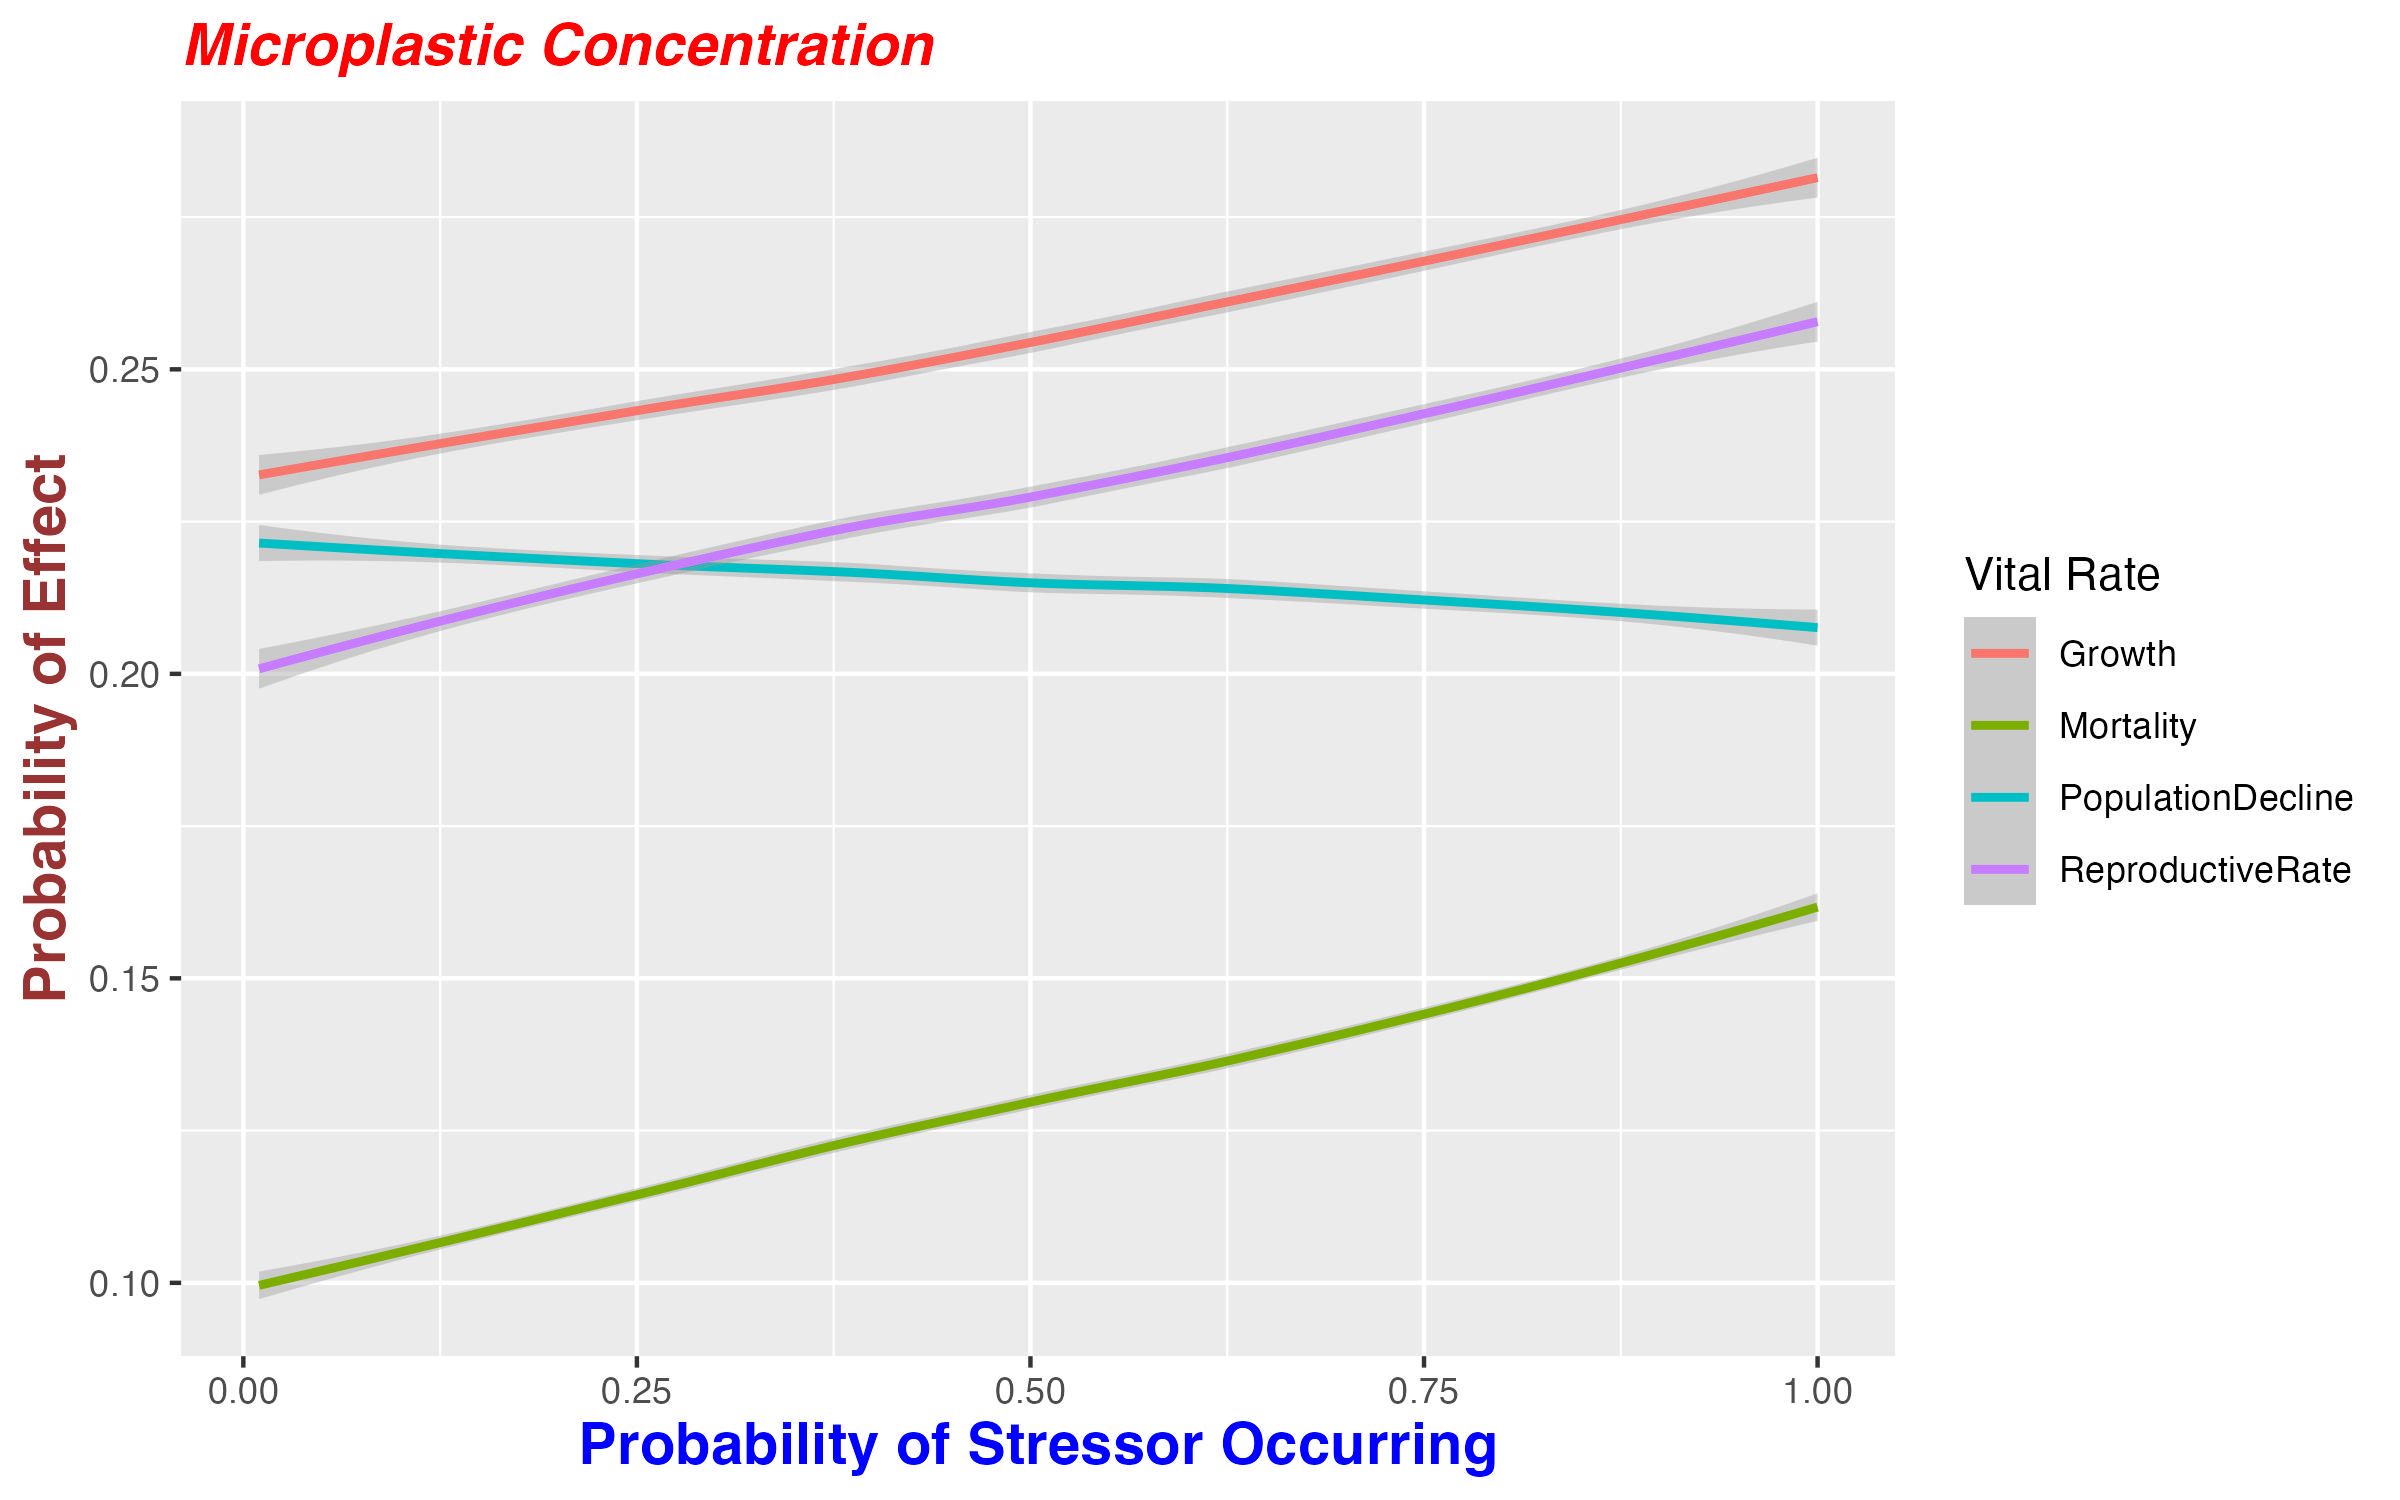 Microplastic Concentration
Probability of Effect
0.25
0.20
0.15
0.10
0.00 0.25 0.50 0.75 1.00
Probability of Stressor Occurring
Vital Rate
Growth
Mortality
PopulationDecline
ReproductiveRate